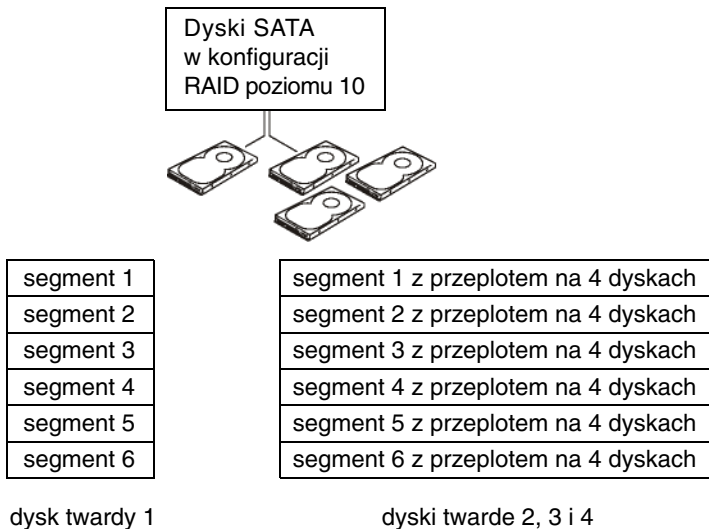 Dyski SATA
w konfiguracji
RAID poziomu 10
segment 1
segment 2
segment 3
segment 4
segment 5
segment 6
segment 1 z przeplotem na 4 dyskach
segment 2 z przeplotem na 4 dyskach
segment 3 z przeplotem na 4 dyskach
segment 4 z przeplotem na 4 dyskach
segment 5 z przeplotem na 4 dyskach
segment 6 z przeplotem na 4 dyskach
dysk twardy 1
dyski twarde 2, 3 i 4